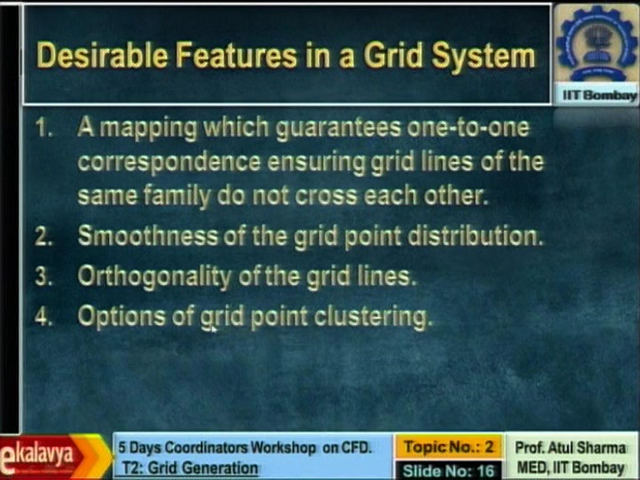 Desirable Features in a Grid System
IIT Bombay
1. A mapping which guarantees one-to-one
correspondence ensuring grid lines of the
same family do not cross each other.
2. Smoothness of the grid point distribution.
3. Orthogonality of the grid lines.
4. Options of grid point clustering.
ekalavya
5 Days Coordinators Workshop on CFD.
T2: Grid Generation
Topic No.: 2
Slide No: 16
Prof. Atul Sharma
MED, IIT Bombay